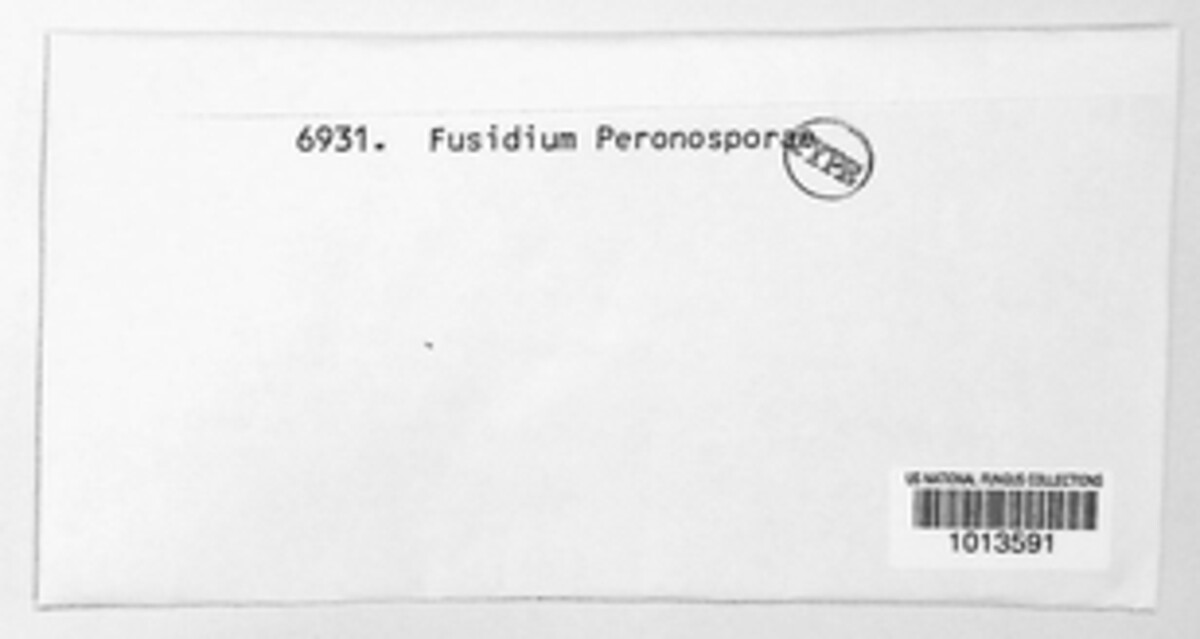 6931. Fusidium Peronosporae
TYPE
US NATIONAL FUNGUS COLLECTIONS
1013591